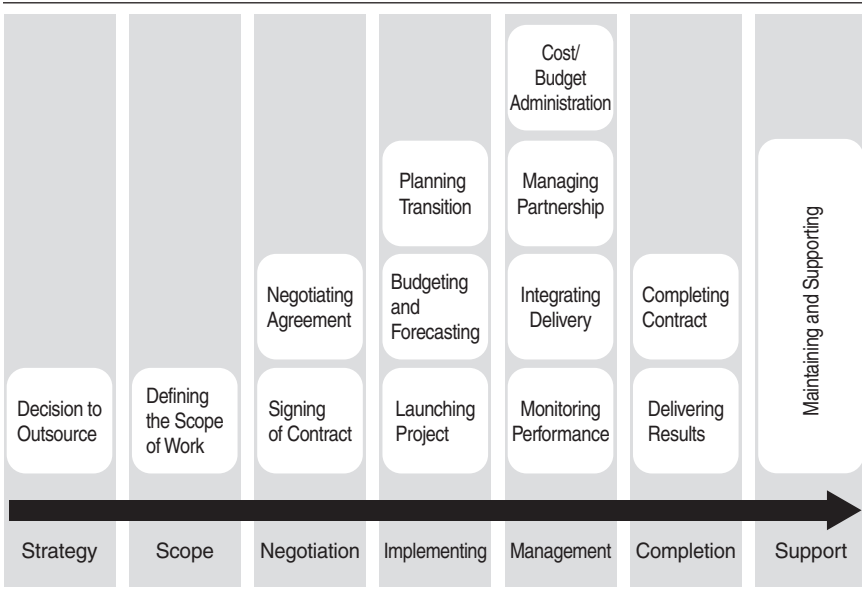 Cost/
Budget
Administration
Planning
Transition
Managing
Partnership
Negotiating
Agreement
Budgeting
and
Forecasting
Integrating
Delivery
Completing
Contract
Maintaining and Supporting
Decision to
Outsource
Defining
the Scope
of Work
Signing
of Contract
Launching
Project
Monitoring
Performance
Delivering
Results
Strategy
Scope
Negotiation
Implementing
Management
Completion
Support